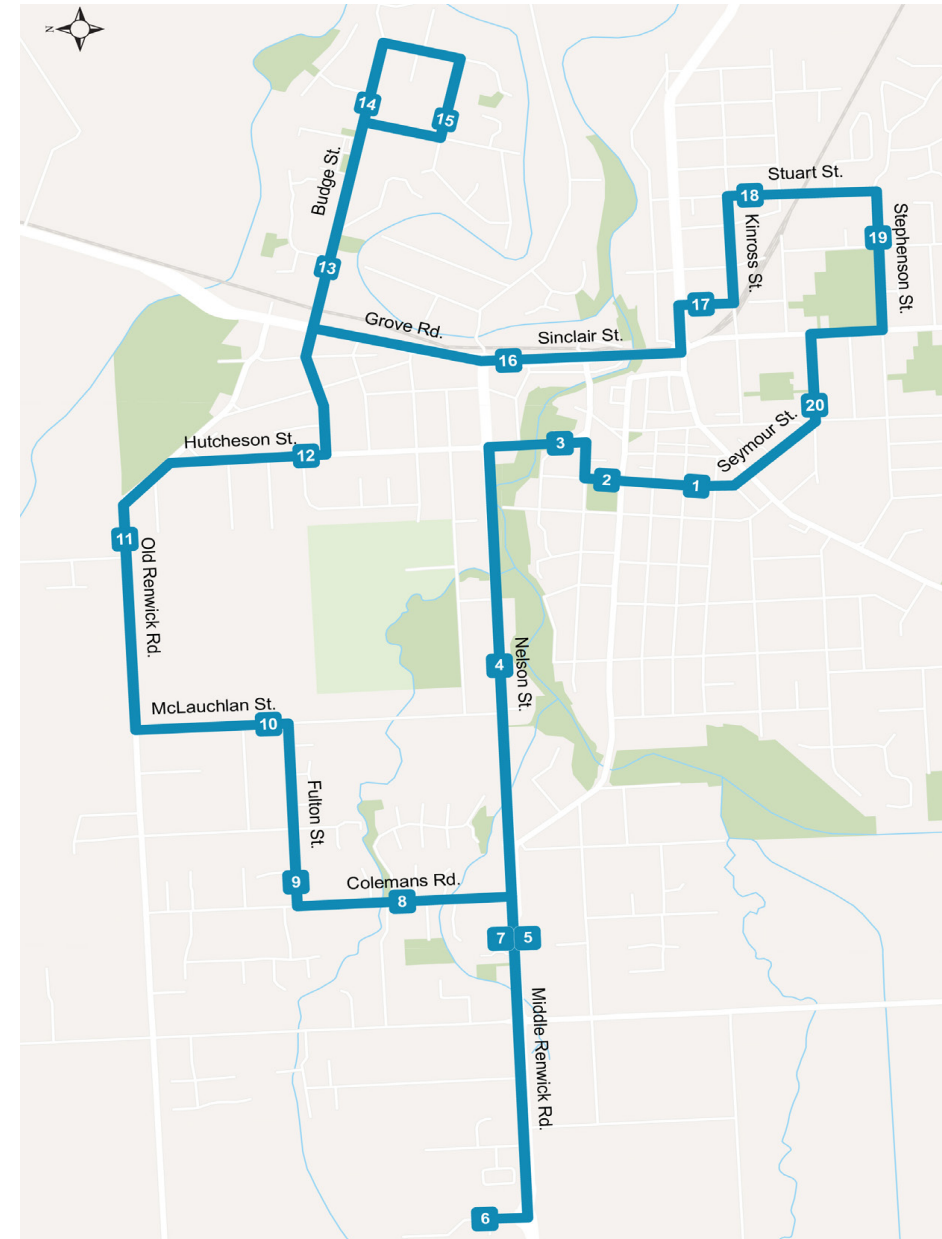 N
14
15
Budge St.
Stuart St.
18
Stephenson St.
19
Kinross St.
13
17
Grove Rd.
Sinclair St.
16
20
Hutcheson St.
12
3
Seymour St.
2
1
11
Old Renwick Rd.
4
Nelson St.
McLauchlan St.
10
Fulton St.
9
Colemans Rd.
8
7
5
Middle Renwick Rd.
6